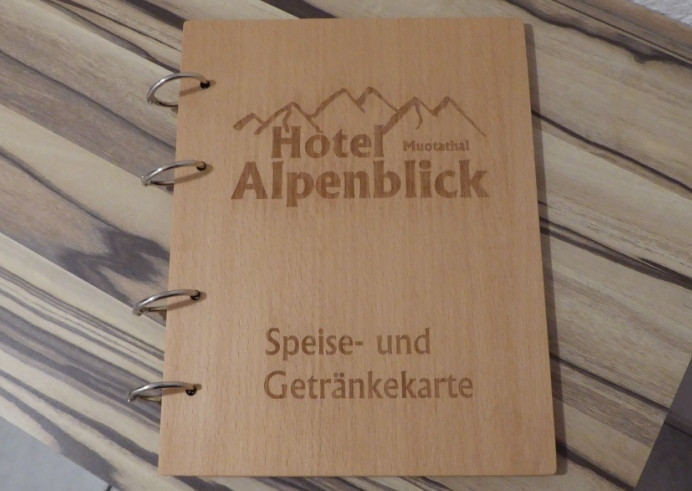 Hotel Muotathal
Alpenblick
Speise- und
Getränkekarte